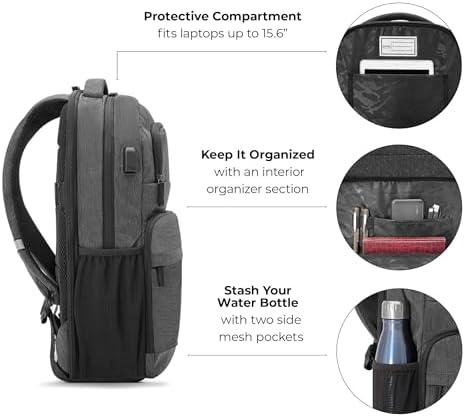 Protective Compartment
fits laptops up to 15.6”
Keep It Organized
with an interior
organizer section
Stash Your
Water Bottle
with two side
mesh pockets